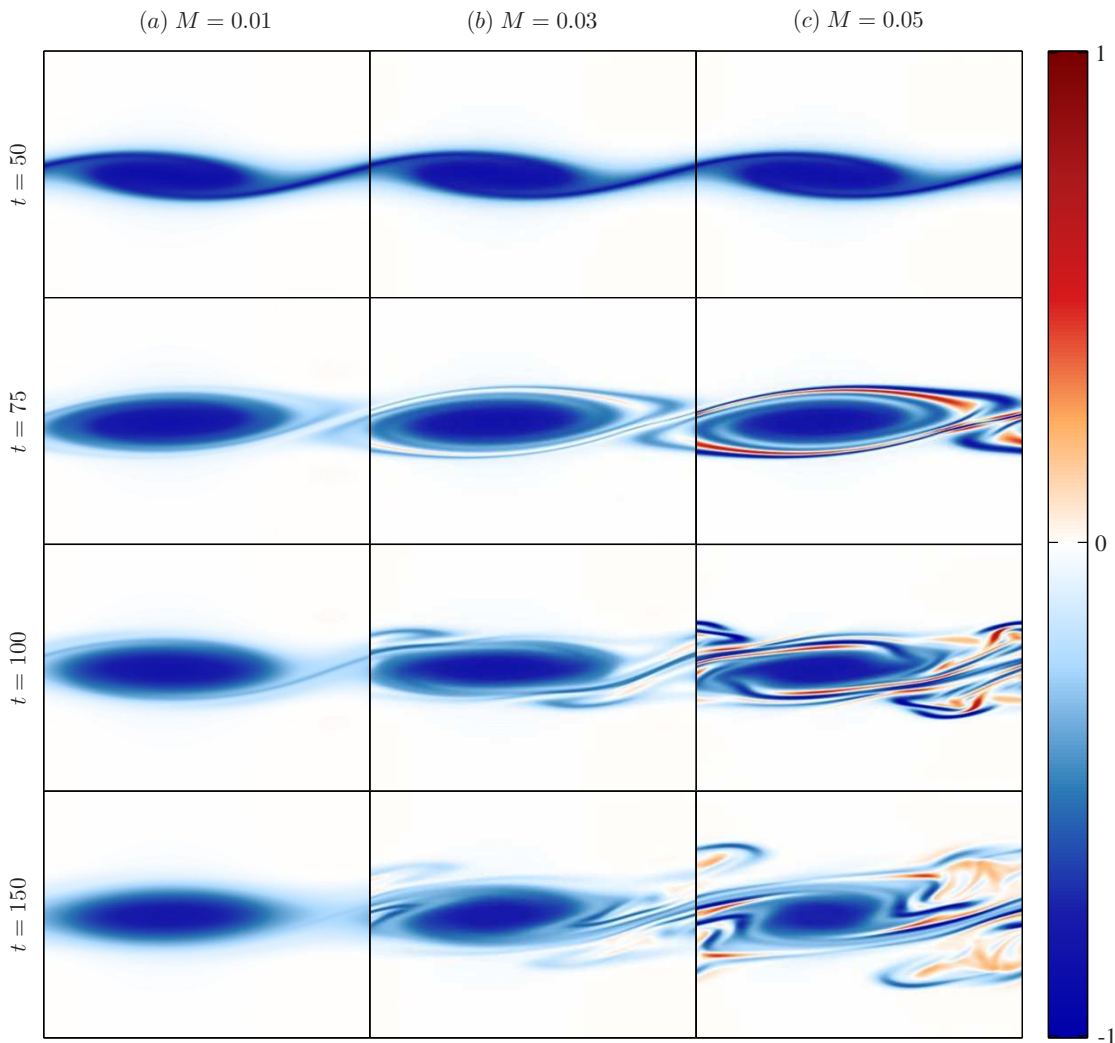 (a) M = 0.01
(b) M = 0.03
(c) M = 0.05
1
t = 50
t = 75
0
t = 100
t = 150
-1